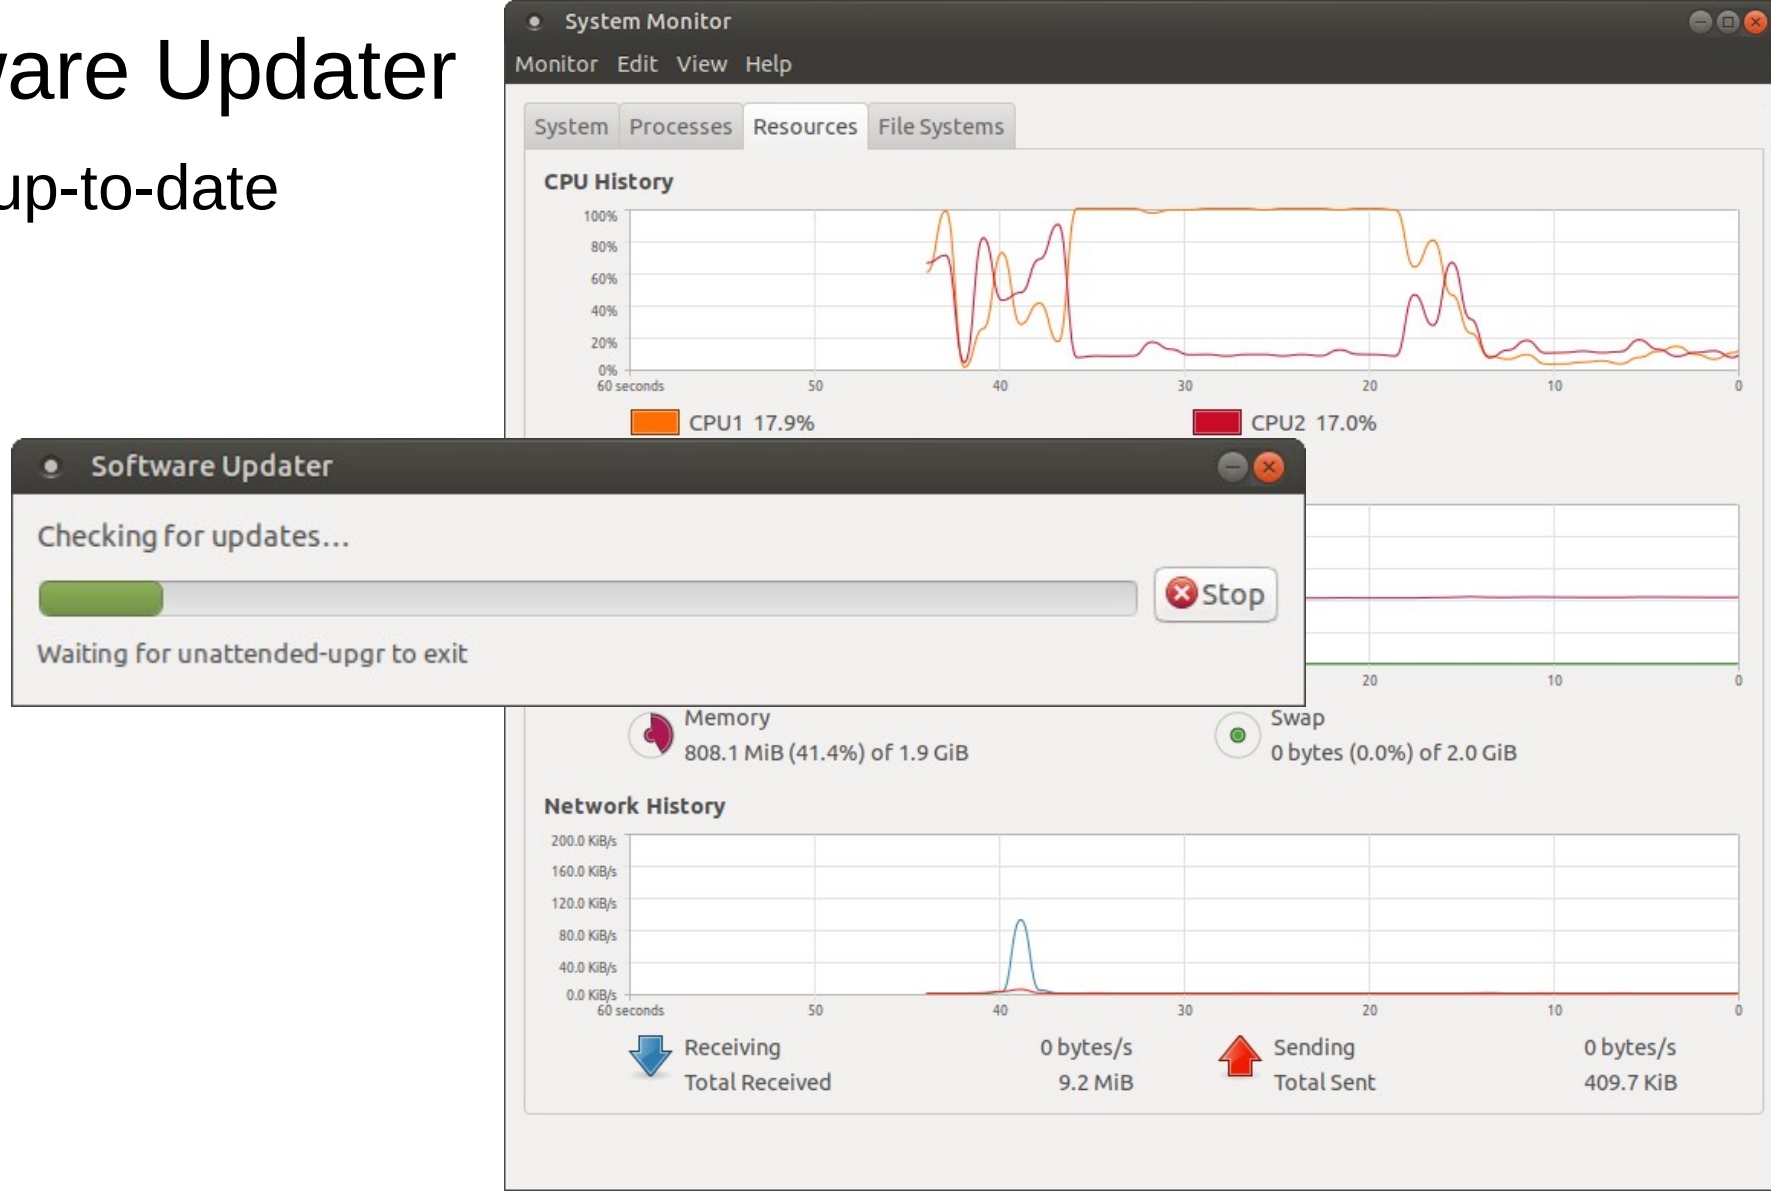 ware Updater
up-to-date
System Monitor
Monitor Edit View Help
System Processes Resources File Systems
CPU History
100%
80%
60%
40%
20%
0%
60 seconds 50 40 30 20 10 0
CPU1 17.9% CPU2 17.0%
Software Updater
Checking for updates...
Stop
Waiting for unattended-upgr to exit
20 10 0
Memory
808.1 MiB (41.4%) of 1.9 GiB
Swap
0 bytes (0.0%) of 2.0 GiB
Network History
200.0 KiB/s
160.0 KiB/s
120.0 KiB/s
80.0 KiB/s
40.0 KiB/s
0.0 KiB/s
60 seconds 50 40 30 20 10 0
Receiving 0 bytes/s
Total Received 9.2 MiB
Sending 0 bytes/s
Total Sent 409.7 KiB